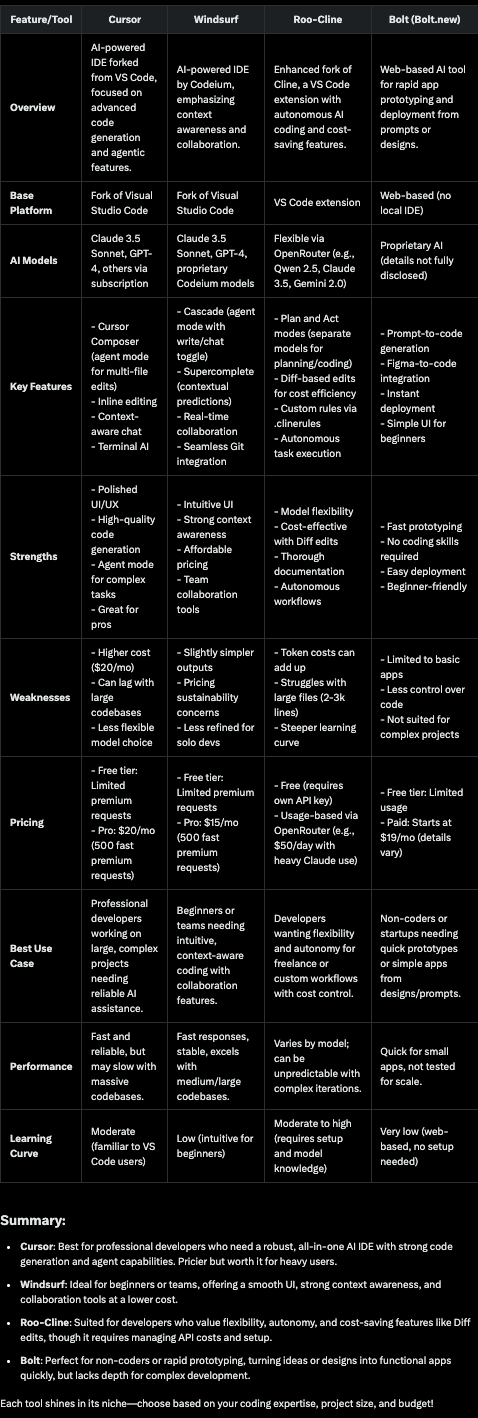 Feature/Tool Cursor Windsurf Roo-Cline Bolt (Bolt.new)
Overview
AI-powered
IDE forked
from VS Code,
focused on
advanced
code
generation
and agentic
features.
AI-powered IDE
by Codeium,
emphasizing
context
awareness and
collaboration.
Enhanced fork of
Cline, a VS Code
extension with
autonomous AI
coding and cost-
saving features.
Web-based AI tool
for rapid app
prototyping and
deployment from
prompts or
designs.
Base
Platform
Fork of Visual
Studio Code
Fork of Visual
Studio Code
VS Code extension
Web-based (no
local IDE)
AI Models
Claude 3.5
Sonnet, GPT-
4, others via
subscription
Claude 3.5
Sonnet, GPT-4,
proprietary
Codeium models
Flexible via
OpenRouter (e.g.,
Qwen 2.5, Claude
3.5, Gemini 2.0)
Proprietary AI
(details not fully
disclosed)
Key Features
- Cursor
Composer
(agent mode
for multi-file
edits)
- Inline editing
- Context-
aware chat
- Terminal AI
- Cascade (agent
mode with
write/chat
toggle)
- Supercomplete
(contextual
predictions)
- Real-time
collaboration
- Seamless Git
integration
- Plan and Act
modes (separate
models for
planning/coding)
- Diff-based edits
for cost efficiency
- Custom rules via
.clinerules
- Autonomous
task execution
- Prompt-to-code
generation
- Figma-to-code
integration
- Instant
deployment
- Simple UI for
beginners
Strengths
- Polished
UI/UX
- High-quality
code
generation
- Agent mode
for complex
tasks
- Great for
pros
- Intuitive UI
- Strong context
awareness
- Affordable
pricing
- Team
collaboration
tools
- Model flexibility
- Cost-effective
with Diff edits
- Thorough
documentation
- Autonomous
workflows
- Fast prototyping
- No coding skills
required
- Easy deployment
- Beginner-friendly
Weaknesses
- Higher cost
($20/mo)
- Can lag with
large
codebases
- Less flexible
model choice
- Slightly simpler
outputs
- Pricing
sustainability
concerns
- Less refined for
solo devs
- Token costs can
add up
- Struggles with
large files (2-3k
lines)
- Steeper learning
curve
- Limited to basic
apps
- Less control over
code
- Not suited for
complex projects
Pricing
- Free tier:
Limited
premium
requests
- Pro: $20/mo
(500 fast
premium
requests)
- Free tier:
Limited premium
requests
- Pro: $15/mo
(500 fast
premium
requests)
- Free (requires
own API key)
- Usage-based via
OpenRouter (e.g.,
$50/day with
heavy Claude use)
- Free tier: Limited
usage
- Paid: Starts at
$19/mo (details
vary)
Best Use
Case
Professional
developers
working on
large, complex
projects
needing
reliable AI
assistance.
Beginners or
teams needing
intuitive,
context-aware
coding with
collaboration
features.
Developers
wanting flexibility
and autonomy for
freelance or
custom workflows
with cost control.
Non-coders or
startups needing
quick prototypes
or simple apps
from
designs/prompts.
Performance
Fast and
reliable, but
may slow with
massive
codebases.
Fast responses,
stable, excels
with
medium/large
codebases.
Varies by model;
can be
unpredictable with
complex iterations.
Quick for small
apps, not tested
for scale.
Learning
Curve
Moderate
(familiar to VS
Code users)
Low (intuitive for
beginners)
Moderate to high
(requires setup
and model
knowledge)
Very low (web-
based, no setup
needed)
Summary:
• Cursor: Best for professional developers who need a robust, all-in-one AI IDE with strong code
generation and agent capabilities. Pricier but worth it for heavy users.
• Windsurf: Ideal for beginners or teams, offering a smooth UI, strong context awareness, and
collaboration tools at a lower cost.
• Roo-Cline: Suited for developers who value flexibility, autonomy, and cost-saving features like Diff
edits, though it requires managing API costs and setup.
• Bolt: Perfect for non-coders or rapid prototyping, turning ideas or designs into functional apps
quickly, but lacks depth for complex development.
Each tool shines in its niche—choose based on your coding expertise, project size, and budget!